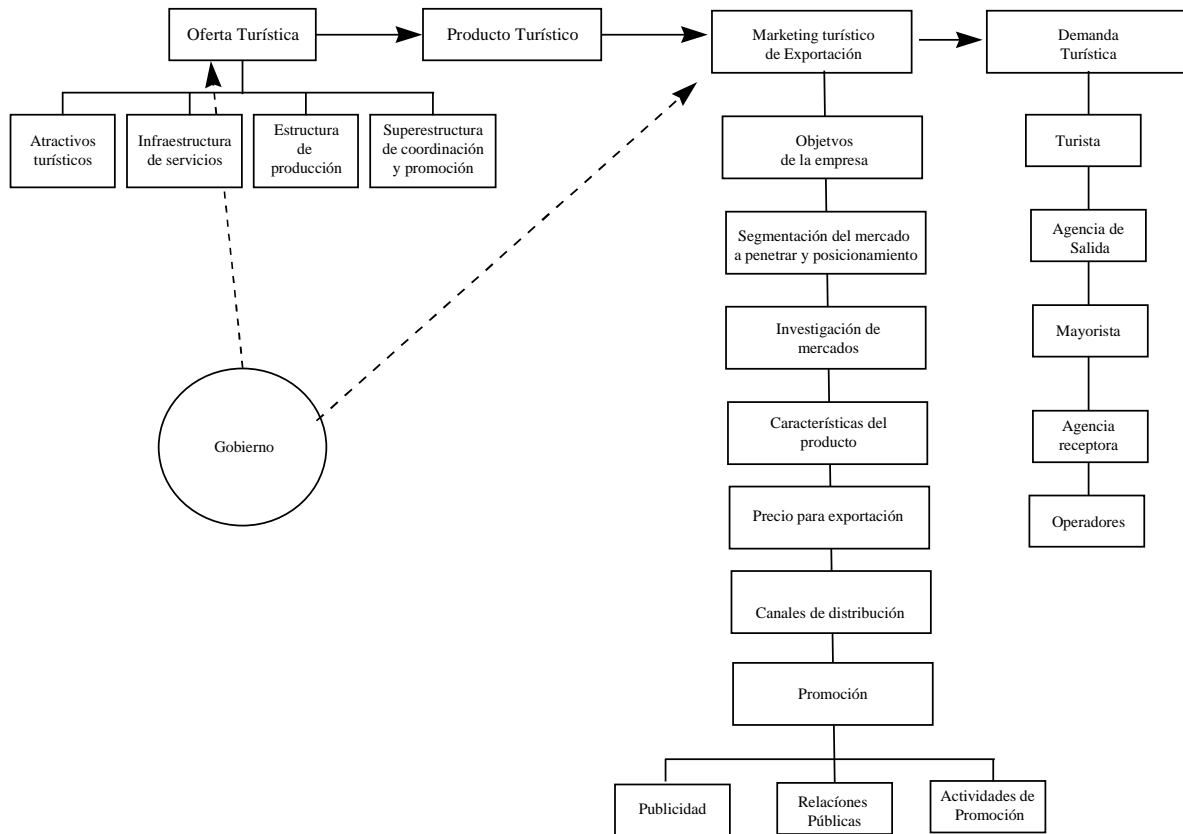 Oferta Turística
Producto Turístico
Marketing turístico
de Exportación
Demanda
Turística
Atractivos
turísticos
Infraestructura
de servicios
Estructura
de
producción
Superestructura
de coordinación
y promoción
Objetvos
de la empresa
Turista
Segmentación del mercado
a penetrar y posicionamiento
Agencia de
Salida
Investigación de
mercados
Mayorista
Gobierno
Características del
producto
Agencia
receptora
Precio para exportación
Operadores
Canales de distribución
Promoción
Publicidad
Relacíones
Públicas
Actividades de
Promoción